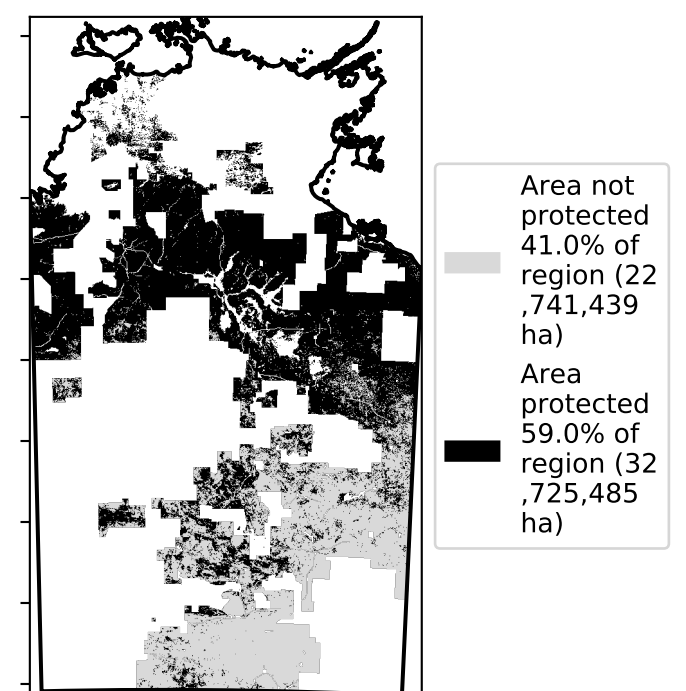 Area not
protected
41.0% of
region (22
,741,439
ha)
Area
protected
59.0% of
region (32
,725,485
ha)